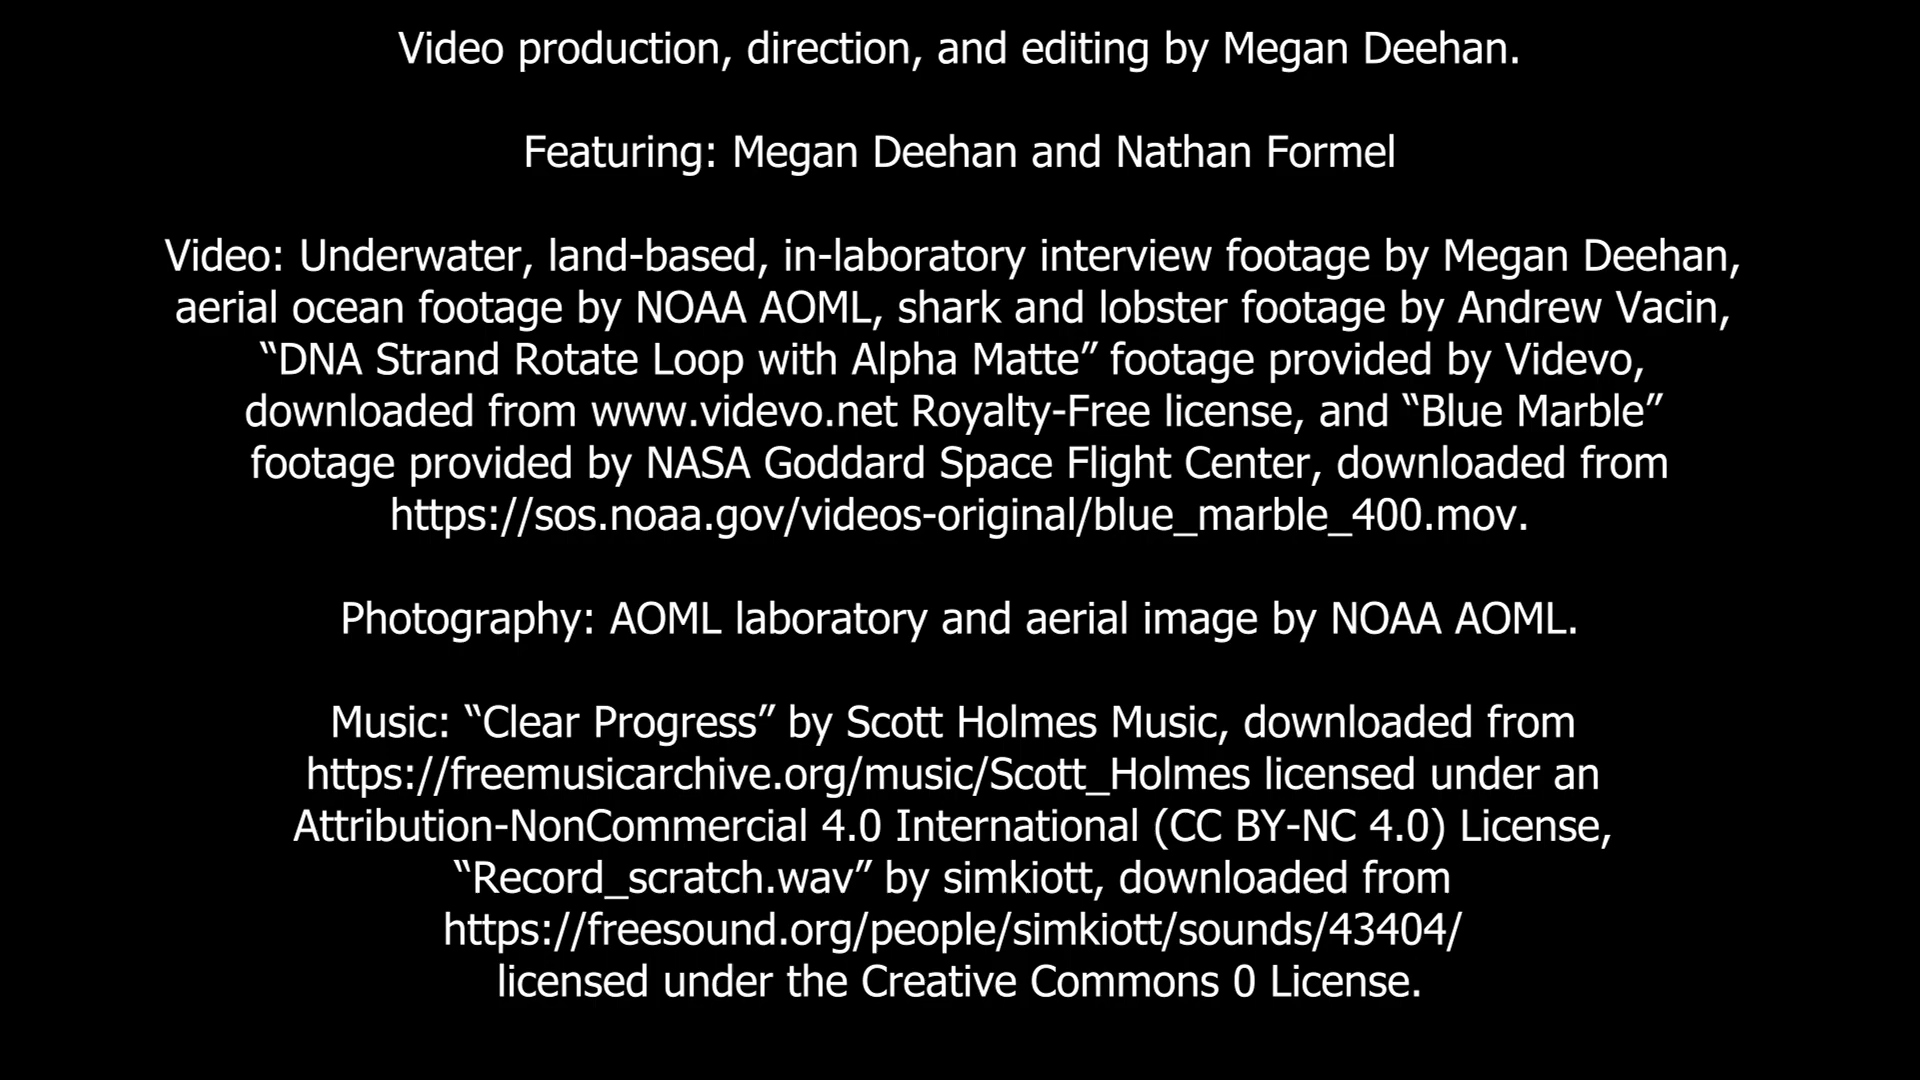 Video production, direction, and editing by Megan Deehan.
Featuring: Megan Deehan and Nathan Formel
Video: Underwater, land-based, in-laboratory interview footage by Megan Deehan,
aerial ocean footage by NOAA AOML, shark and lobster footage by Andrew Vacin,
“DNA Strand Rotate Loop with Alpha Matte” footage provided by Videvo,
downloaded from www.videvo.net Royalty-Free license, and “Blue Marble”
footage provided by NASA Goddard Space Flight Center, downloaded from
https://sos.noaa.gov/videos-original/blue_marble_400.mov.
Photography: AOML laboratory and aerial image by NOAA AOML.
Music: “Clear Progress” by Scott Holmes Music, downloaded from
https://freemusicarchive.org/music/Scott_Holmes licensed under an
Attribution-NonCommercial 4.0 International (CC BY-NC 4.0) License,
“Record_scratch.wav” by simkiott, downloaded from
https://freesound.org/people/simkiott/sounds/43404/
licensed under the Creative Commons 0 License.